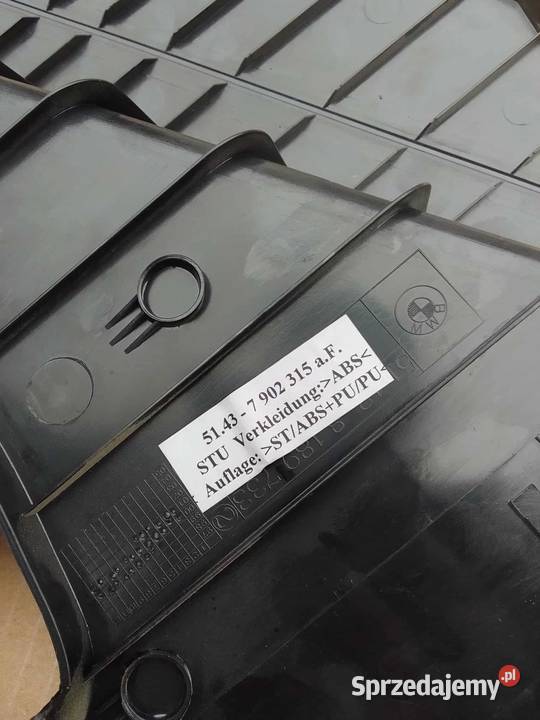 BMW
51.43 - 7 902 315 a.F.
STU Verkleidung:>ABS<
Auflage: >ST/ABS+PU/PU<
Sprzedajemy.pl